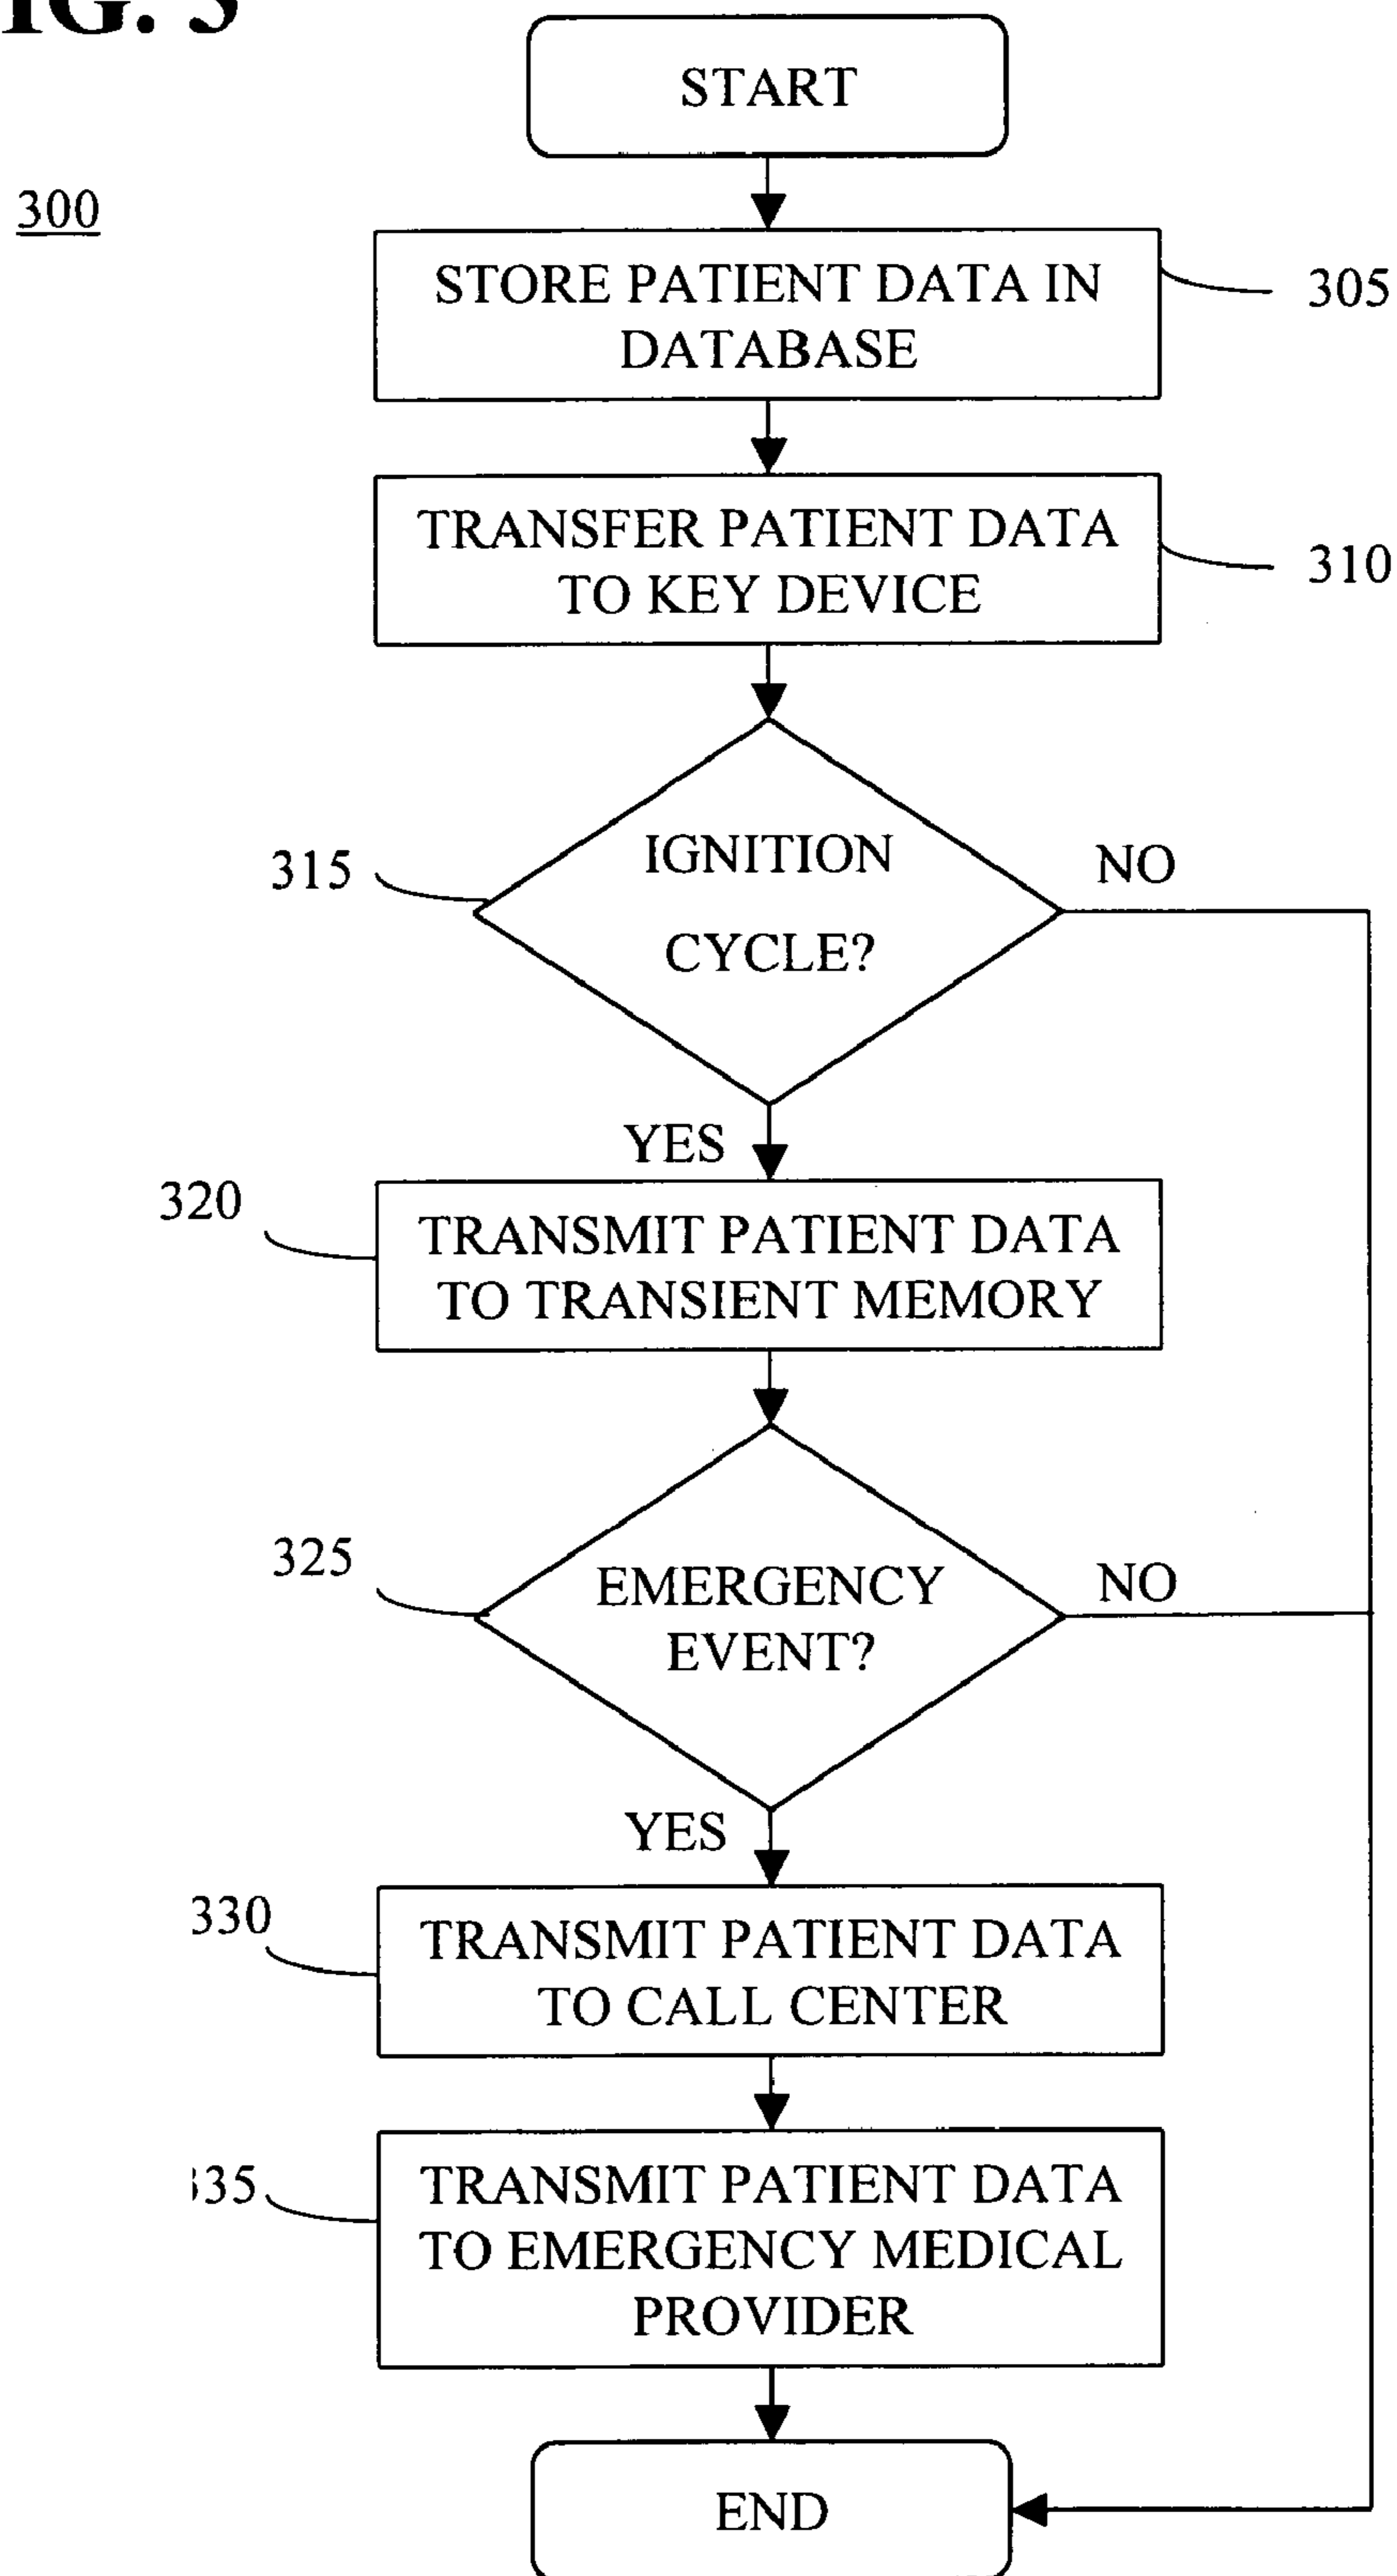 IG. 3
START
300
STORE PATIENT DATA IN
DATABASE
305
TRANSFER PATIENT DATA
TO KEY DEVICE
310
IGNITION
CYCLE?
315
NO
YES
320
TRANSMIT PATIENT DATA
TO TRANSIENT MEMORY
325
EMERGENCY
EVENT?
NO
YES
330
TRANSMIT PATIENT DATA
TO CALL CENTER
335
TRANSMIT PATIENT DATA
TO EMERGENCY MEDICAL
PROVIDER
END